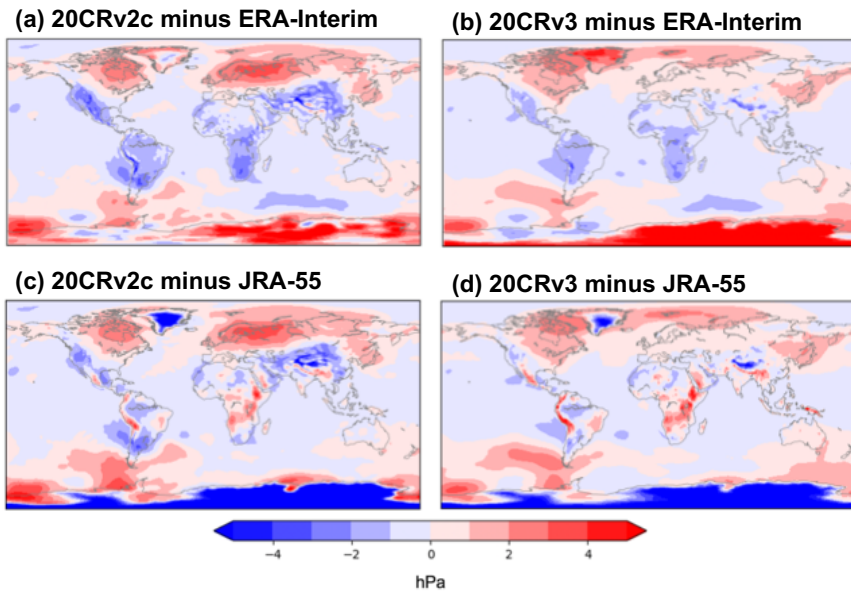 (a) 20CRv2c minus ERA-Interim
(b) 20CRv3 minus ERA-Interim
(c) 20CRv2c minus JRA-55
(d) 20CRv3 minus JRA-55
−4 −2 0 2 4
hPa